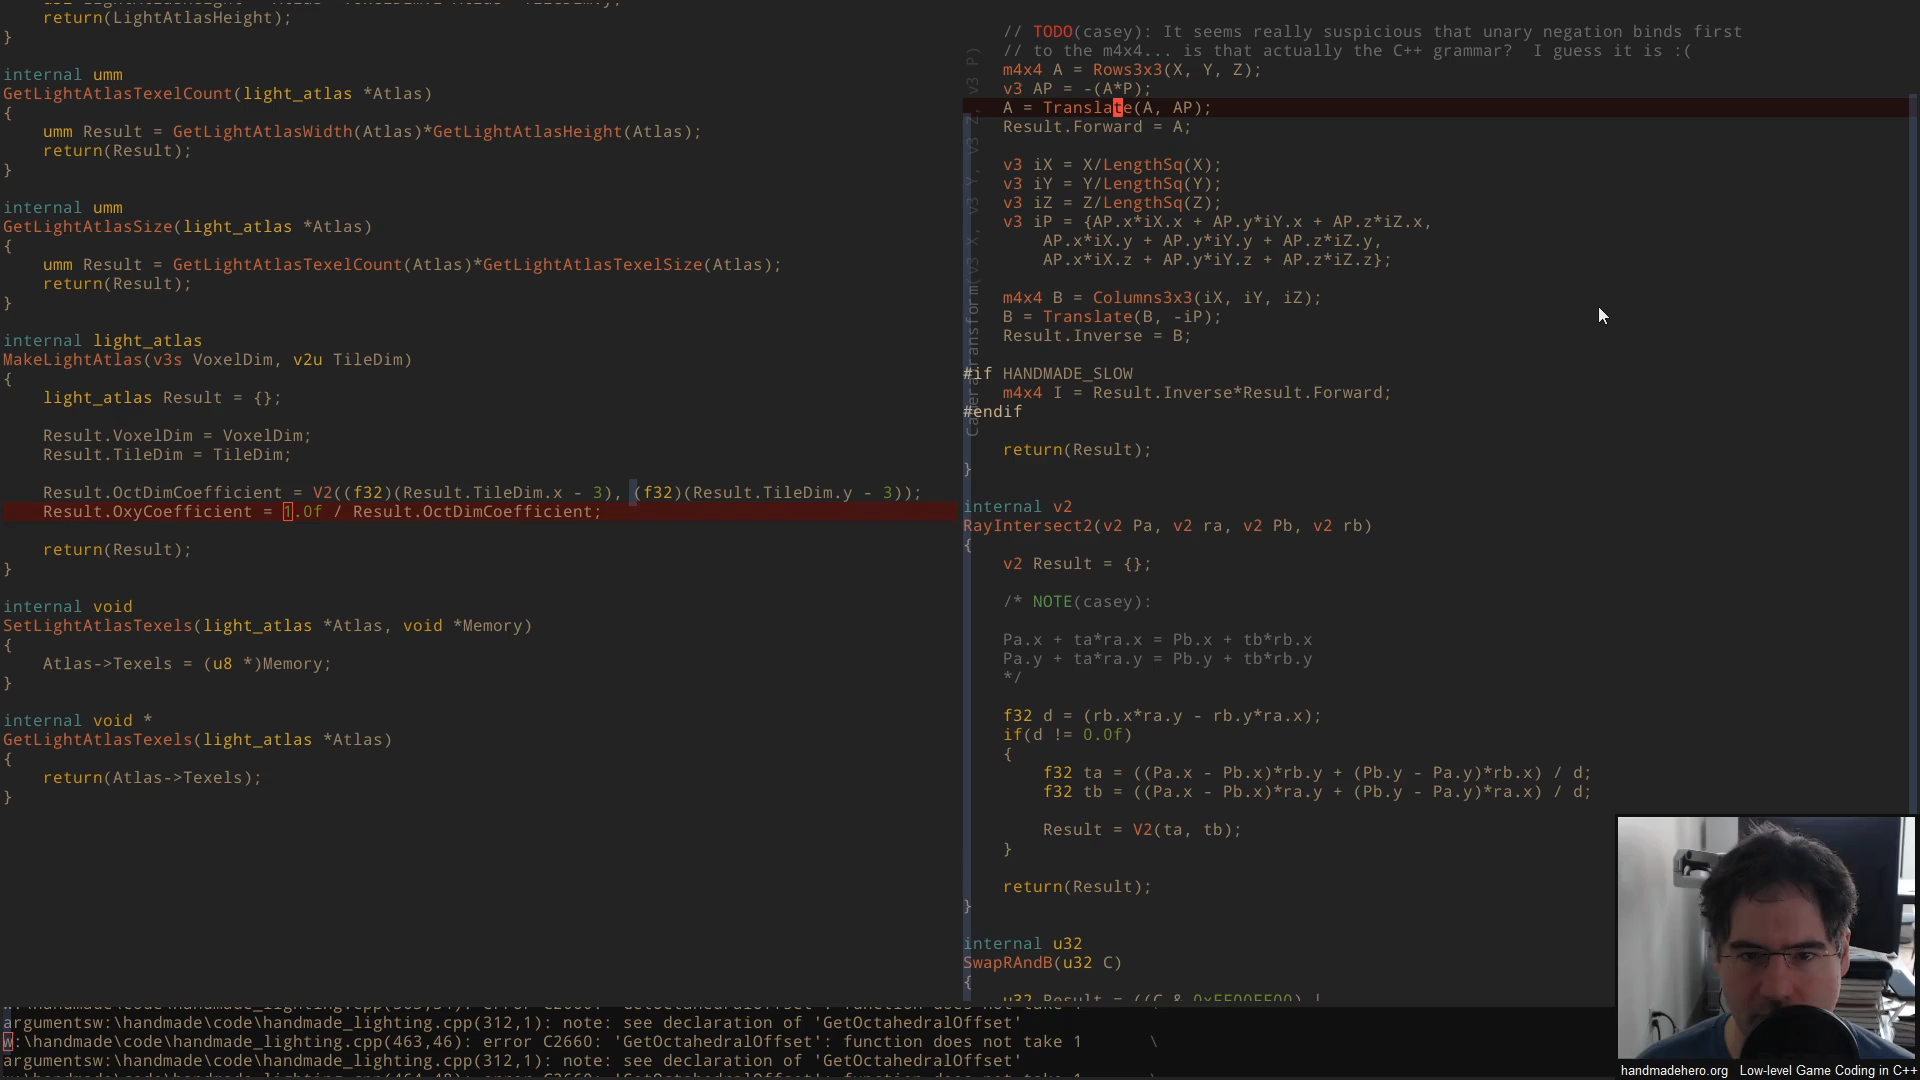 return(LightAtlasHeight);
}
internal umm
GetLightAtlasTexelCount(light_atlas *Atlas)
{
umm Result = GetLightAtlasWidth(Atlas)*GetLightAtlasHeight(Atlas);
return(Result);
}
internal umm
GetLightAtlasSize(light_atlas *Atlas)
{
umm Result = GetLightAtlasTexelCount(Atlas)*GetLightAtlasTexelSize(Atlas);
return(Result);
}
internal light_atlas
MakeLightAtlas(v3s VoxelDim, v2u TileDim)
{
light_atlas Result = {};
Result.VoxelDim = VoxelDim;
Result.TileDim = TileDim;
Result.OctDimCoefficient = V2((f32)(Result.TileDim.x - 3), (f32)(Result.TileDim.y - 3));
Result.OxyCoefficient = 1.0f / Result.OctDimCoefficient;
return(Result);
}
internal void
SetLightAtlasTexels(light_atlas *Atlas, void *Memory)
{
Atlas->Texels = (u8 *)Memory;
}
internal void *
GetLightAtlasTexels(light_atlas *Atlas)
{
return(Atlas->Texels);
}
// TODO(casey): It seems really suspicious that unary negation binds first
// to the m4x4... is that actually the C++ grammar?  I guess it is :(
m4x4 A = Rows3x3(X, Y, Z);
v3 AP = -(A*P);
A = Translate(A, AP);
Result.Forward = A;
v3 iX = X/LengthSq(X);
v3 iY = Y/LengthSq(Y);
v3 iZ = Z/LengthSq(Z);
v3 iP = {AP.x*iX.x + AP.y*iY.x + AP.z*iZ.x,
AP.x*iX.y + AP.y*iY.y + AP.z*iZ.y,
AP.x*iX.z + AP.y*iY.z + AP.z*iZ.z};
m4x4 B = Columns3x3(iX, iY, iZ);
B = Translate(B, -iP);
Result.Inverse = B;
#if HANDMADE_SLOW
m4x4 I = Result.Inverse*Result.Forward;
#endif
return(Result);
}
internal v2
RayIntersect2(v2 Pa, v2 ra, v2 Pb, v2 rb)
{
v2 Result = {};
/* NOTE(casey):
Pa.x + ta*ra.x = Pb.x + tb*rb.x
Pa.y + ta*ra.y = Pb.y + tb*rb.y
*/
f32 d = (rb.x*ra.y - rb.y*ra.x);
if(d != 0.0f)
{
f32 ta = ((Pa.x - Pb.x)*rb.y + (Pb.y - Pa.y)*rb.x) / d;
f32 tb = ((Pa.x - Pb.x)*ra.y + (Pb.y - Pa.y)*ra.x) / d;
Result = V2(ta, tb);
}
return(Result);
}
internal u32
SwapRAndB(u32 C)
{
u32 Result = ((C & 0xFF00FF00) |
argumentsw:\handmade\code\handmade_lighting.cpp(312,1): note: see declaration of 'GetOctahedralOffset'
w:\handmade\code\handmade_lighting.cpp(463,46): error C2660: 'GetOctahedralOffset': function does not take 1 \
argumentsw:\handmade\code\handmade_lighting.cpp(312,1): note: see declaration of 'GetOctahedralOffset'
handmadehero.org   Low-level Game Coding in C++